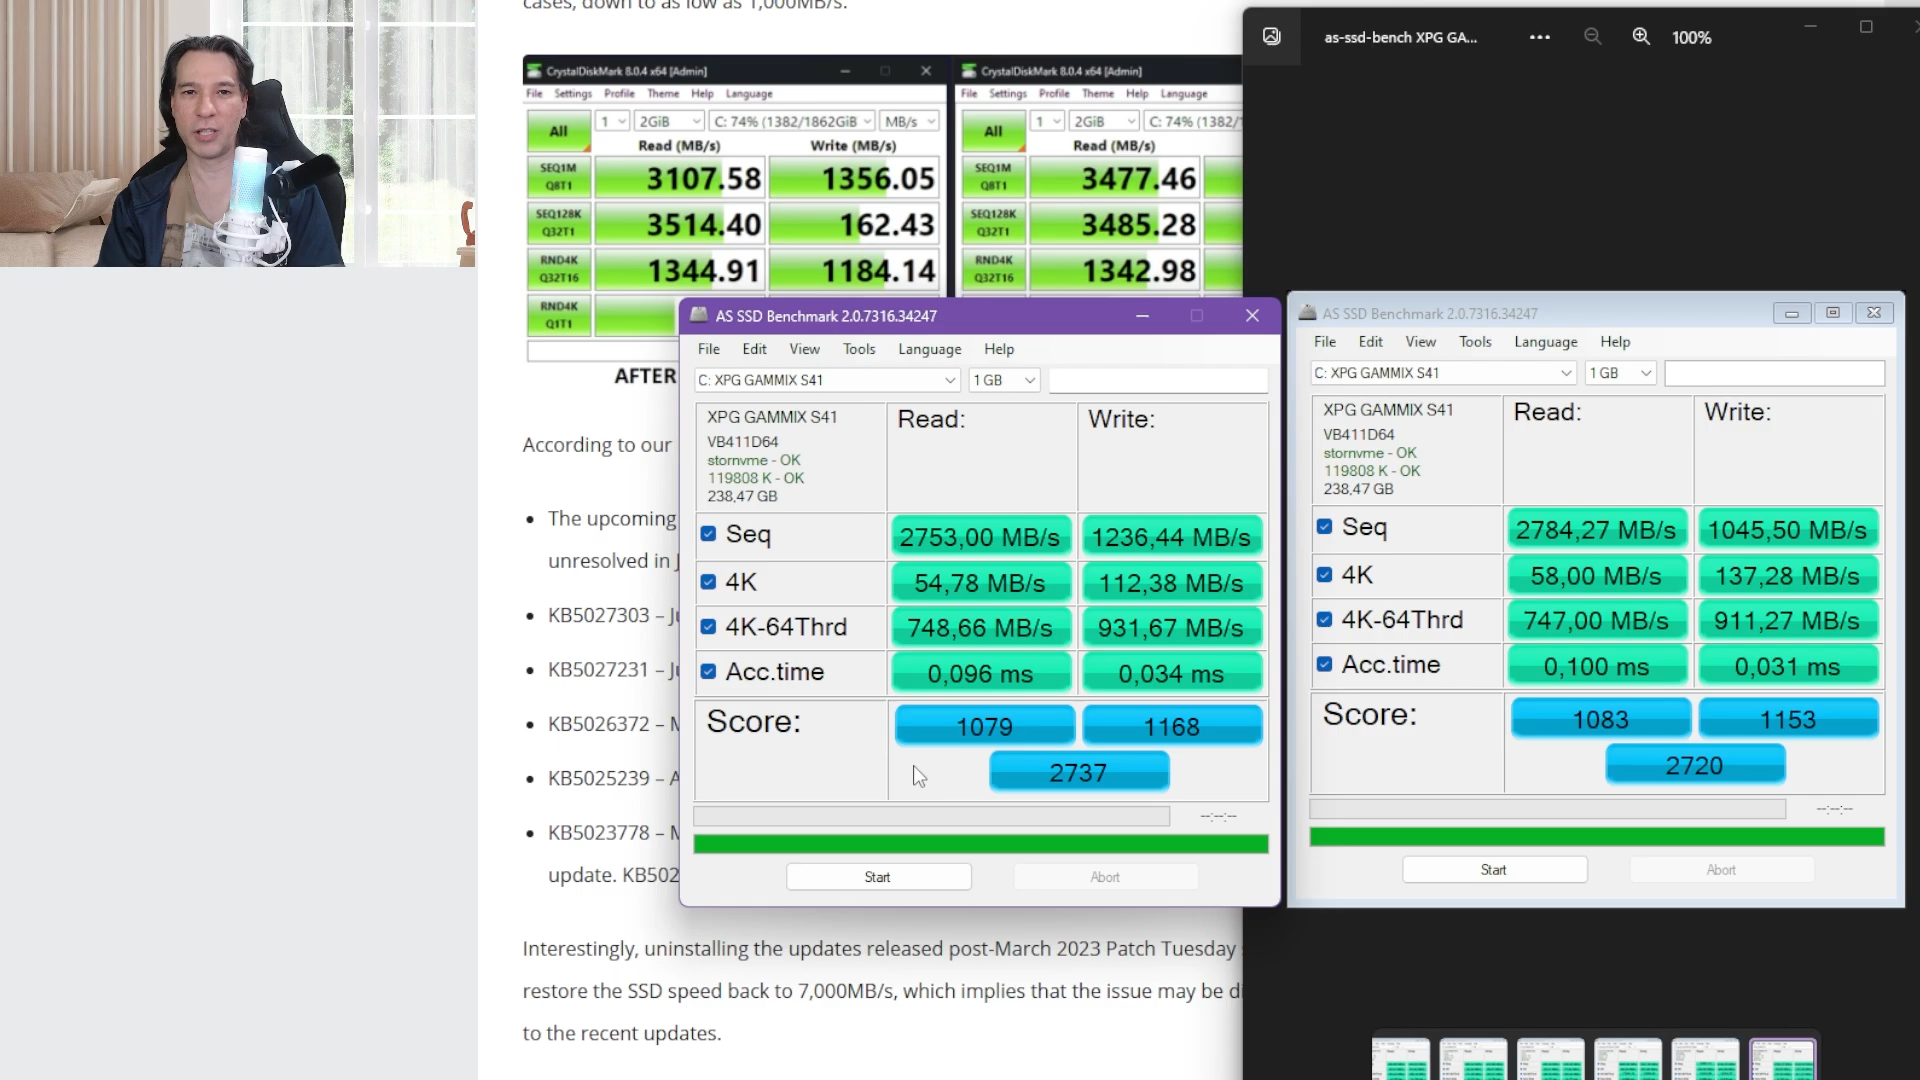 cases, down to as low as 1,000MB/s.
CrystalDiskMark 8.0.4 x64 [Admin]
File Settings Profile Theme Help Language
All 1 2GiB C: 74% (1382/1862GiB MB/s
Read (MB/s) Write (MB/s)
SEQ1M
Q8T1
3107.58 1356.05
SEQ128K
Q32T1
3514.40 162.43
RND4K
Q32T16
1344.91 1184.14
RND4K
Q1T1
AFTER
CrystalDiskMark 8.0.4 x64 [Admin]
File Settings Profile Theme Help Language
All 1 2GiB C: 74% (1382/
Read (MB/s)
SEQ1M
Q8T1
3477.46
SEQ128K
Q32T1
3485.28
RND4K
Q32T16
1342.98
According to our
The upcoming
unresolved in
KB5027303 –
KB5027231 –
KB5026372 –
KB5025239 –
KB5023778 –
update. KB502
Interestingly, uninstalling the updates released post-March 2023 Patch Tuesday
restore the SSD speed back to 7,000MB/s, which implies that the issue may be
to the recent updates.
AS SSD Benchmark 2.0.7316.34247
File Edit View Tools Language Help
C: XPG GAMMIX S41 1 GB
XPG GAMMIX S41
VB411D64
stornvme - OK
119808 K - OK
238,47 GB
Read: Write:
Seq 2753,00 MB/s 1236,44 MB/s
4K 54,78 MB/s 112,38 MB/s
4K-64Thrd 748,66 MB/s 931,67 MB/s
Acc.time 0,096 ms 0,034 ms
Score: 1079 1168
2737
--:--:--
Start Abort
as-ssd-bench XPG GA... ••• 100%
AS SSD Benchmark 2.0.7316.34247
File Edit View Tools Language Help
C: XPG GAMMIX S41 1 GB
XPG GAMMIX S41
VB411D64
stornvme - OK
119808 K - OK
238,47 GB
Read: Write:
Seq 2784,27 MB/s 1045,50 MB/s
4K 58,00 MB/s 137,28 MB/s
4K-64Thrd 747,00 MB/s 911,27 MB/s
Acc.time 0,100 ms 0,031 ms
Score: 1083 1153
2720
--:--:--
Start Abort